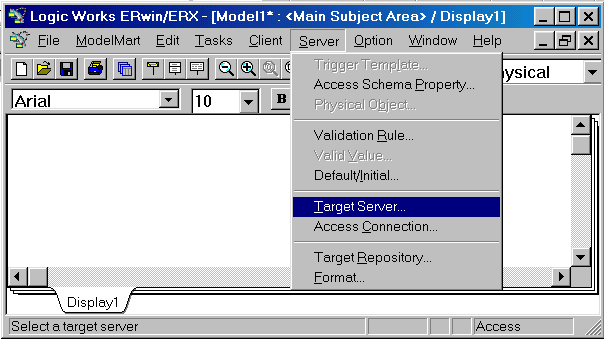 Logic Works ERwin/ERX - [Model1* : <Main Subject Area> / Display1]
File ModelMart Edit Tasks Client Server Option Window Help
Trigger Template...
Access Schema Property...
Physical Object...
Validation Rule...
Valid Value...
Default/Initial...
Target Server...
Access Connection...
Target Repository...
Format...
ysical
Arial 10 B
Display1
Select a target server Access